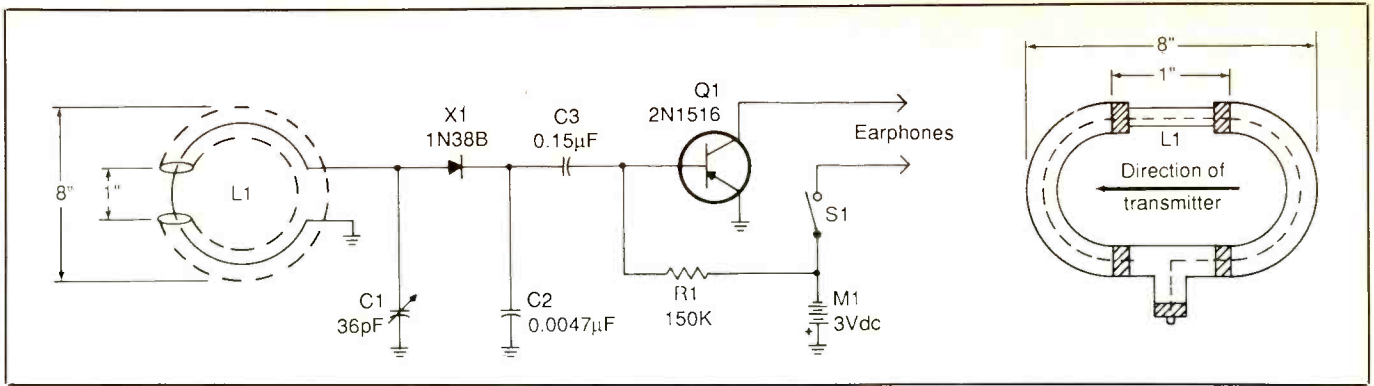 8"
1"
L1
X1
1N38B
C3
0.15μF
Q1
2N1516
Earphones
S1
C1
36pF
C2
0.0047μF
R1
150K
M1
3Vdc
+
8"
1"
L1
Direction of
transmitter